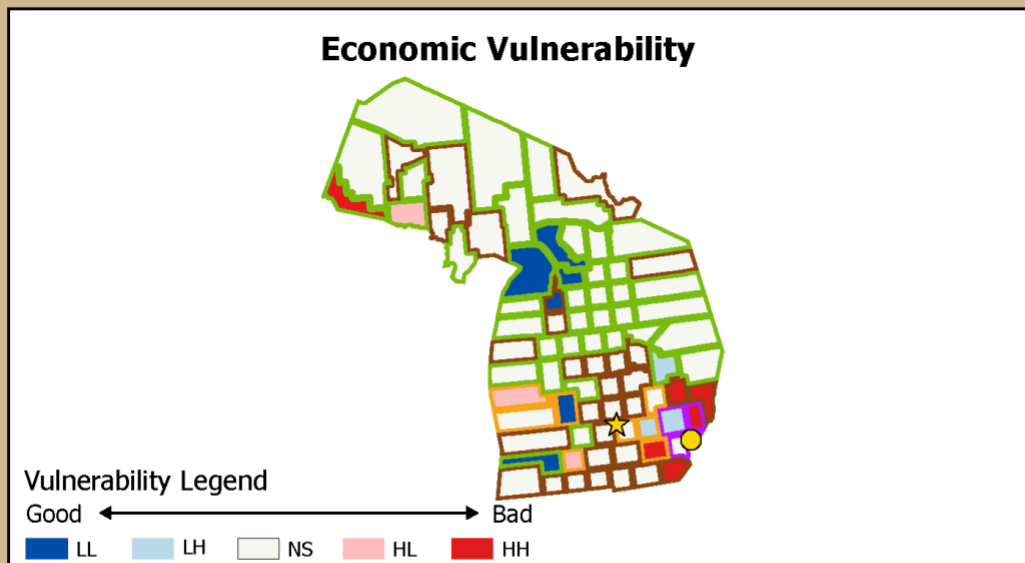 Economic Vulnerability
Vulnerability Legend
Good Bad
LL LH NS HL HH